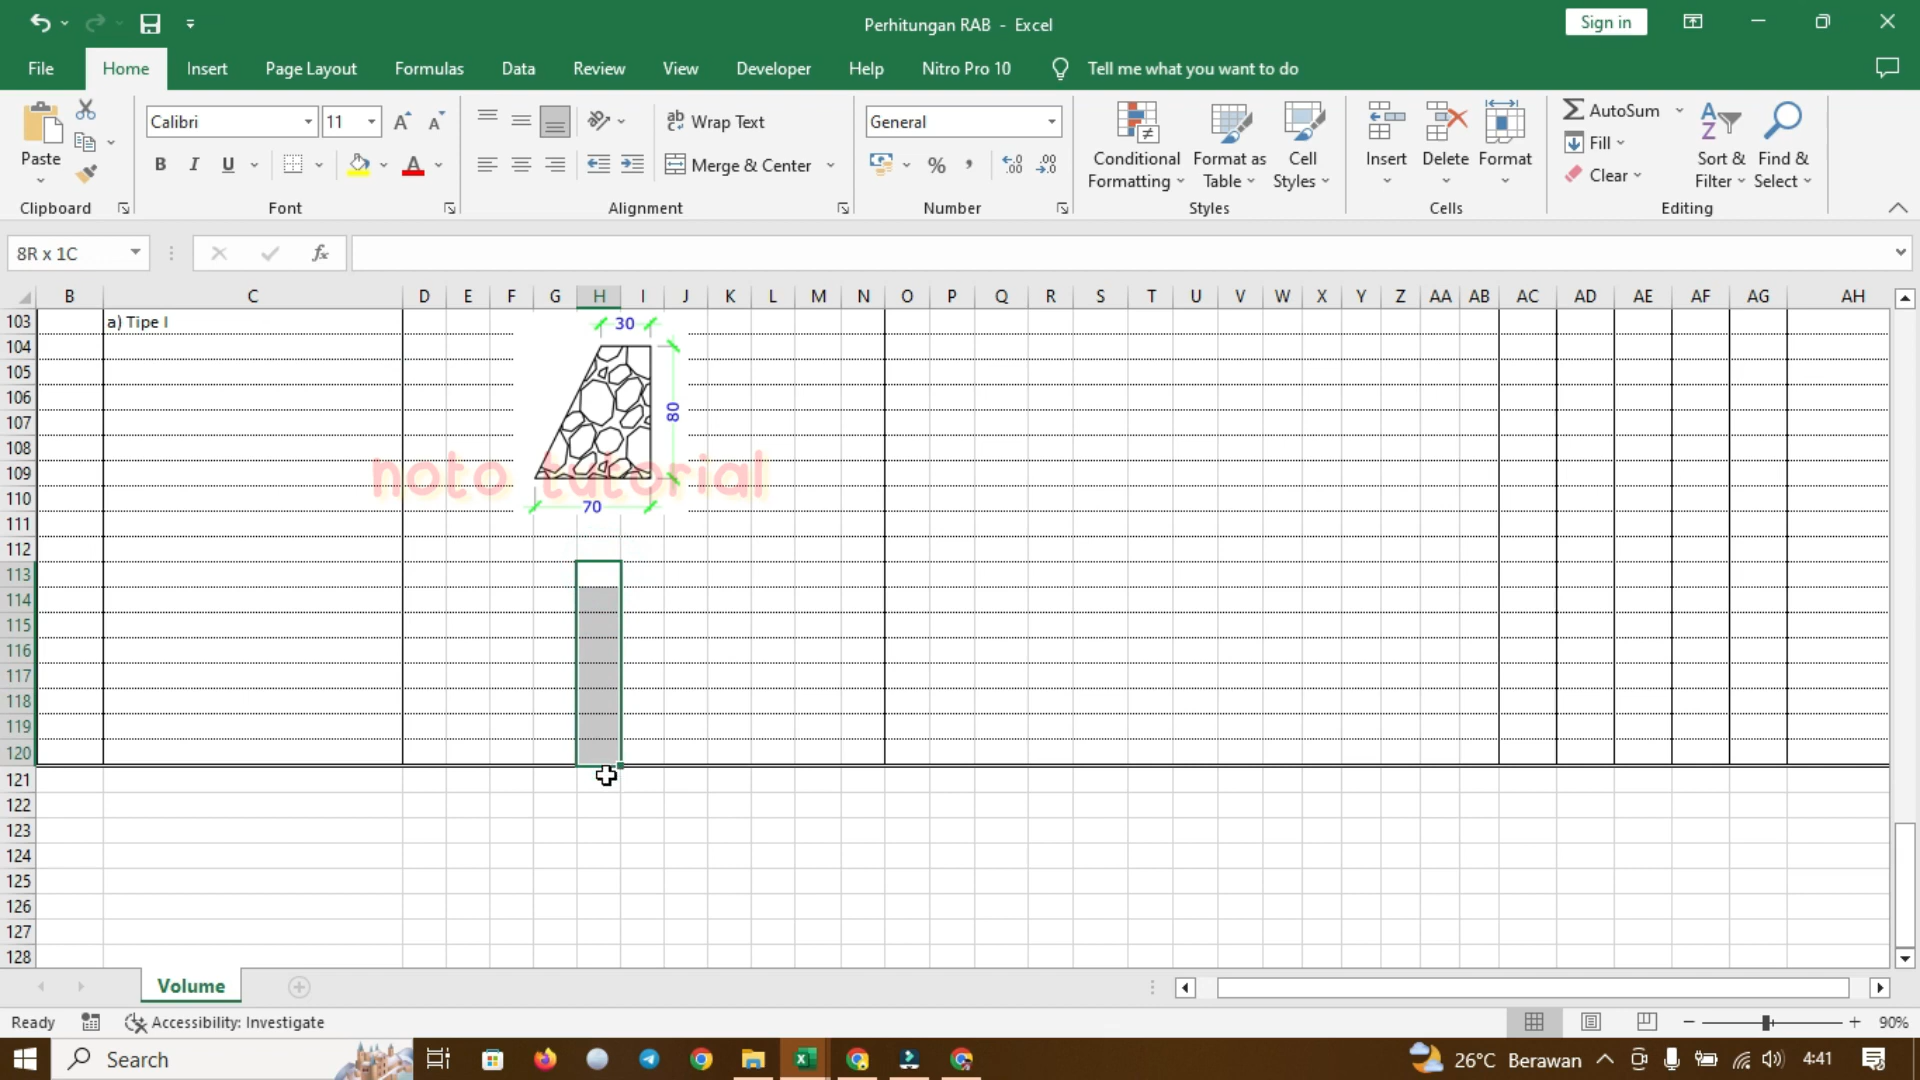 Perhitungan RAB - Excel
Sign in
File Home Insert Page Layout Formulas Data Review View Developer Help Nitro Pro 10 Tell me what you want to do
Paste
Clipboard
Calibri 11
B I U
Font
Wrap Text
Merge & Center
Alignment
General
%
Number
Conditional Formatting
Format as Table
Cell Styles
Styles
Insert
Delete
Format
Cells
AutoSum
Fill
Clear
Sort & Filter
Find & Select
Editing
8R x 1C
fx
B C D E F G H I J K L M N O P Q R S T U V W X Y Z AA AB AC AD AE AF AG AH
103 a) Tipe I 30
104
105
106
107 80
108
109 noto tutorial
110
111 70
112
113
114
115
116
117
118
119
120
121
122
123
124
125
126
127
128
Volume
Ready Accessibility: Investigate 90%
Search 26°C Berawan 4:41